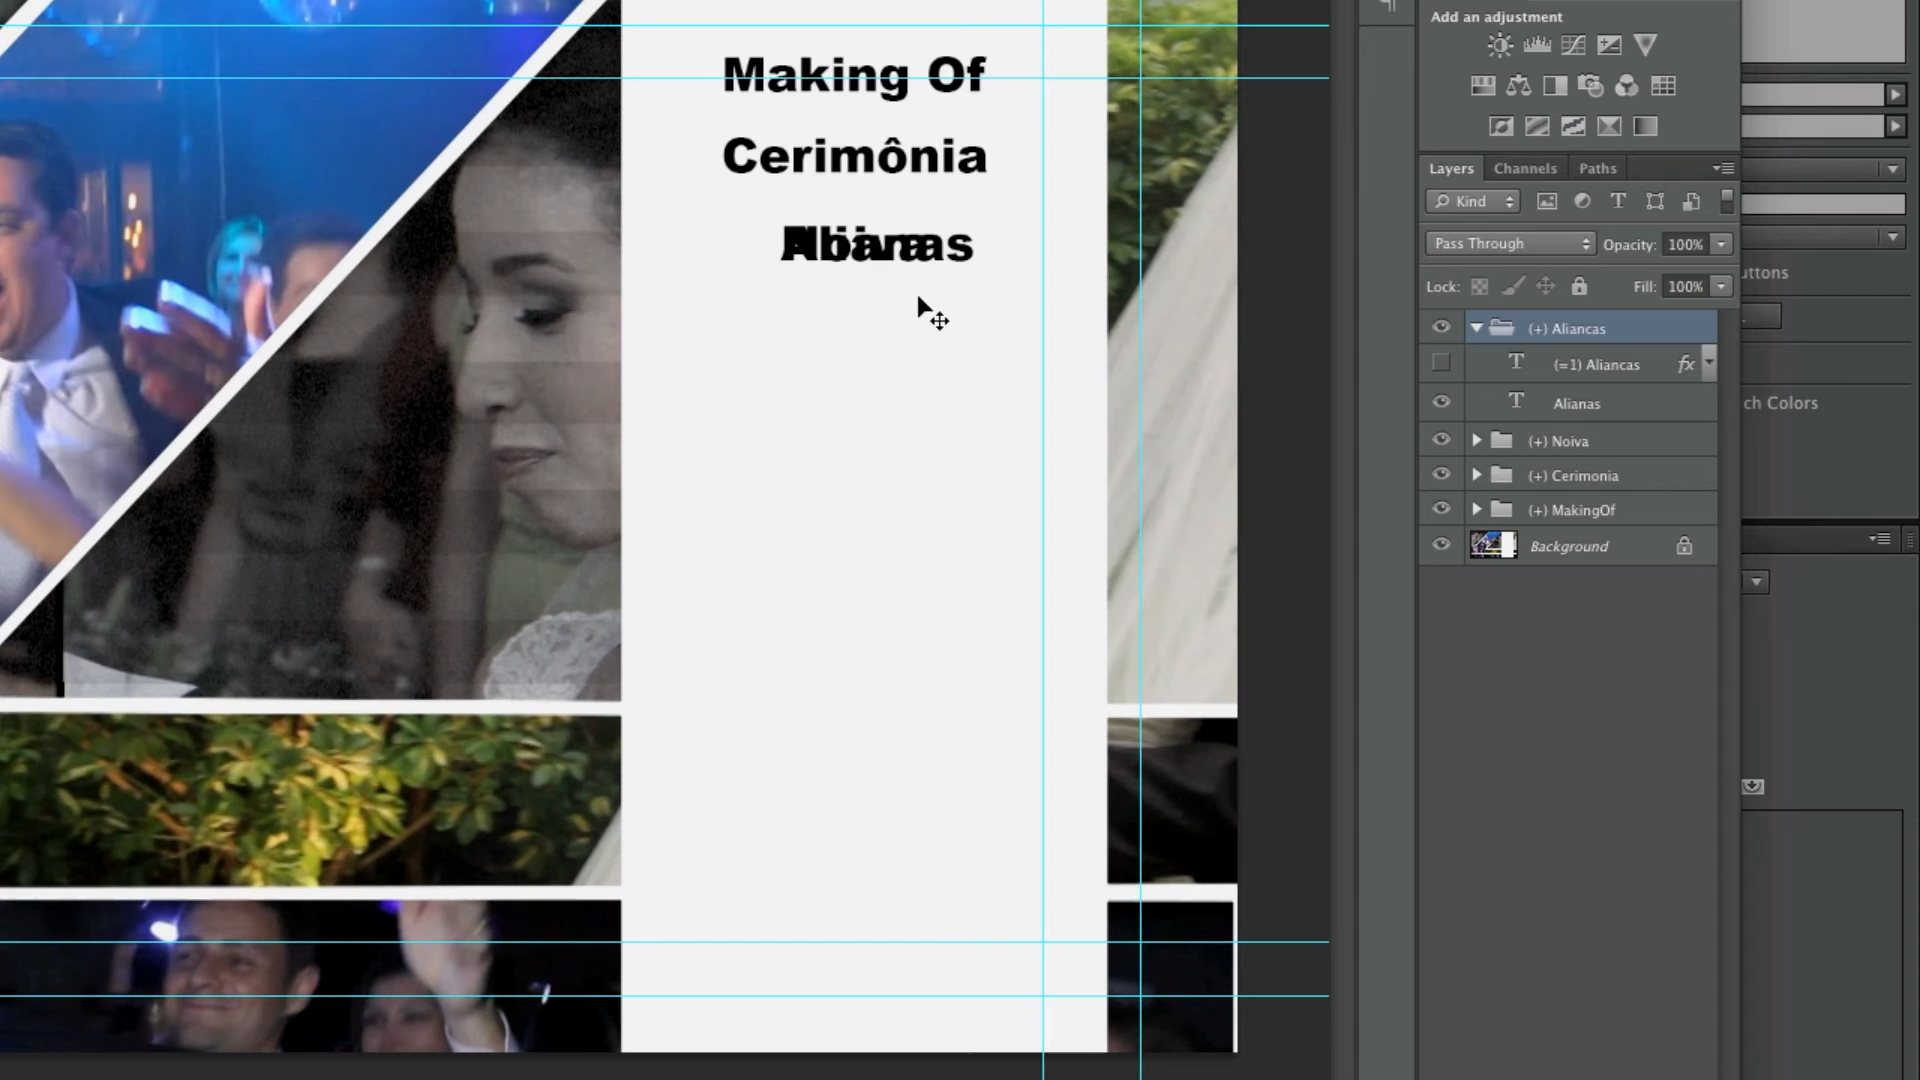 Add an adjustment
Making Of
Cerimônia
Layers
Channels
Paths
Kind
Pass Through
Opacity: 100%
Lock:
Fill: 100%
uttons
(+) Aliancas
(=1) Aliancas
fx
Alianas
ch Colors
(+) Noiva
(+) Cerimonia
(+) MakingOf
Background